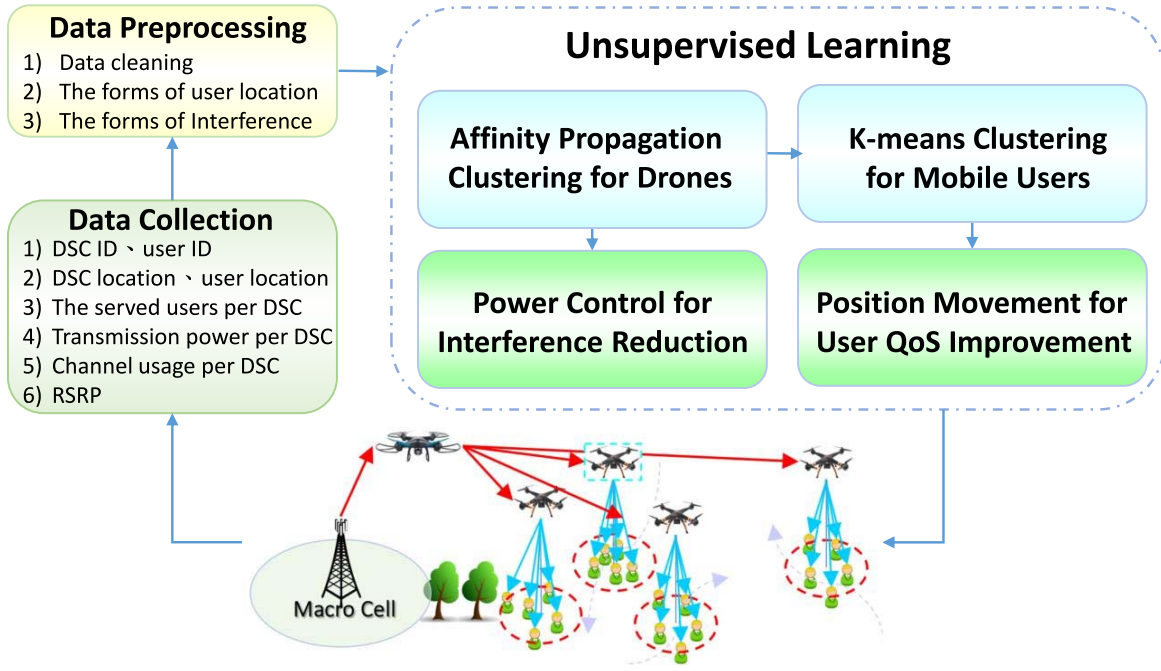 Data Preprocessing
1) Data cleaning
2) The forms of user location
3) The forms of Interference
Data Collection
1) DSC ID、user ID
2) DSC location、user location
3) The served users per DSC
4) Transmission power per DSC
5) Channel usage per DSC
6) RSRP
Unsupervised Learning
Affinity Propagation
Clustering for Drones
K-means Clustering
for Mobile Users
Power Control for
Interference Reduction
Position Movement for
User QoS Improvement
Macro Cell